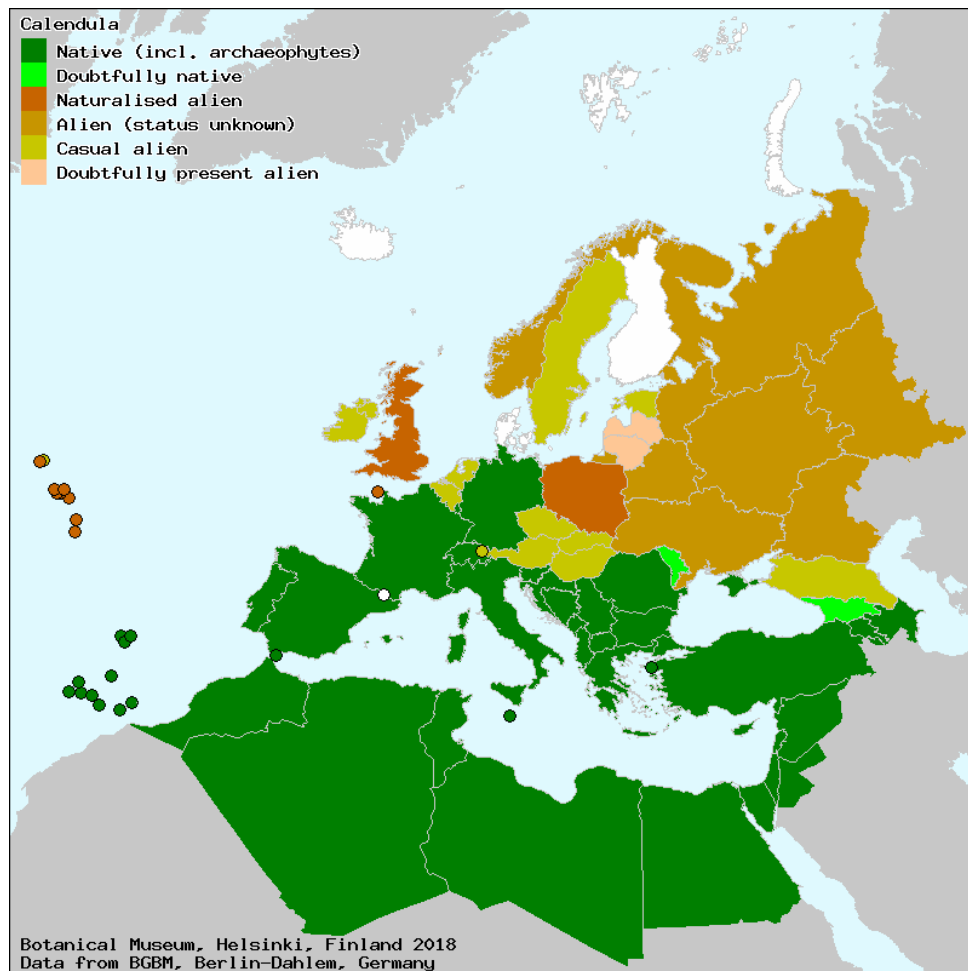 Calendula
Native (incl. archaeophytes)
Doubtfully native
Naturalised alien
Alien (status unknown)
Casual alien
Doubtfully present alien
Botanical Museum, Helsinki, Finland 2018
Data from BGBM, Berlin-Dahlem, Germany